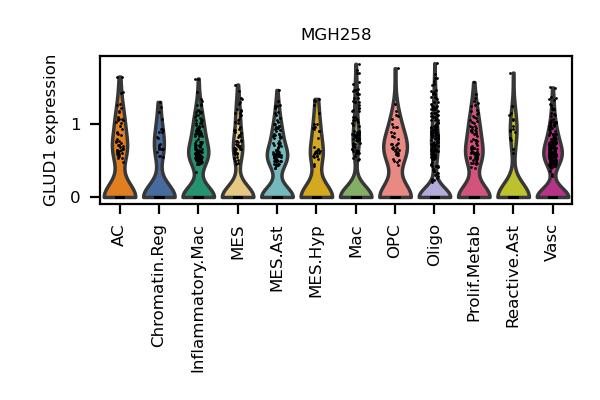 MGH258
GLUD1 expression
1
0
AC
Chromatin.Reg
Inflammatory.Mac
MES
MES.Ast
MES.Hyp
Mac
OPC
Oligo
Prolif.Metab
Reactive.Ast
Vasc